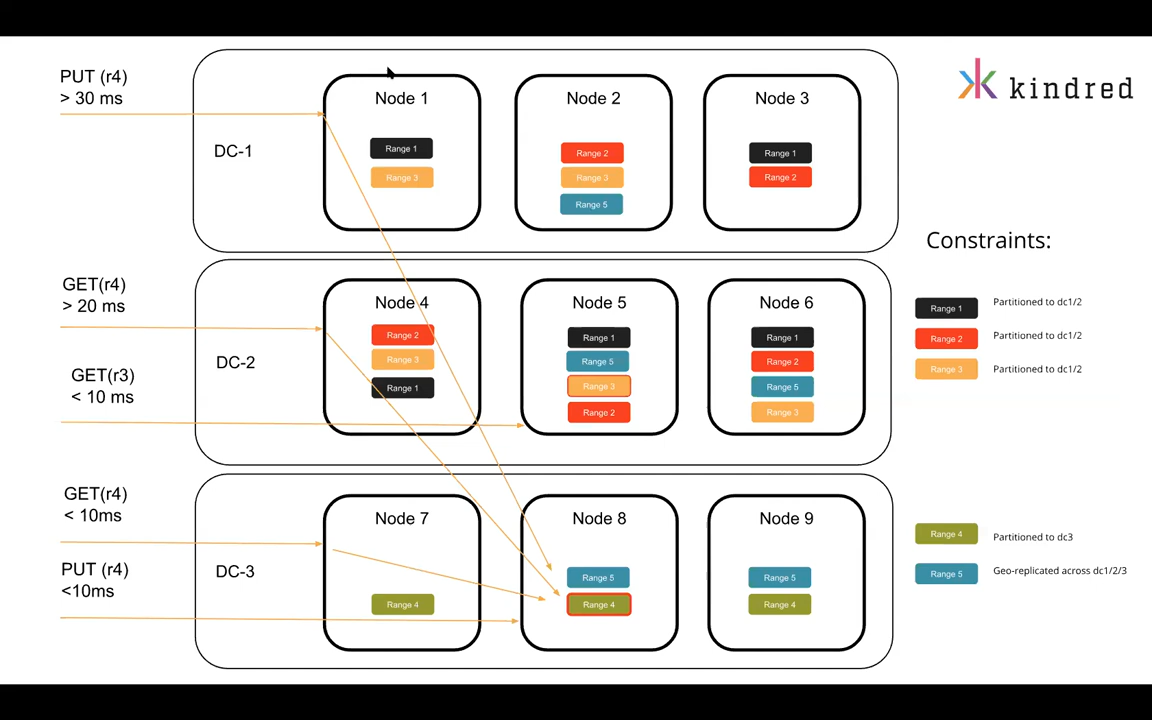 PUT (r4)
> 30 ms
DC-1
Node 1
Range 1
Range 3
Node 2
Range 2
Range 3
Range 5
Node 3
Range 1
Range 2
kindred
GET(r4)
> 20 ms
GET(r3)
< 10 ms
DC-2
Node 4
Range 2
Range 3
Range 1
Node 5
Range 1
Range 5
Range 3
Range 2
Node 6
Range 1
Range 2
Range 5
Range 3
Constraints:
Range 1 Partitioned to dc1/2
Range 2 Partitioned to dc1/2
Range 3 Partitioned to dc1/2
GET(r4)
< 10ms
PUT (r4)
<10ms
DC-3
Node 7
Range 4
Node 8
Range 5
Range 4
Node 9
Range 5
Range 4
Range 4 Partitioned to dc3
Range 5 Geo-replicated across dc1/2/3